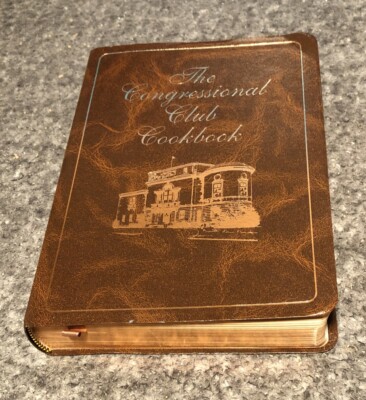 The
Congressional
Club
Cookbook